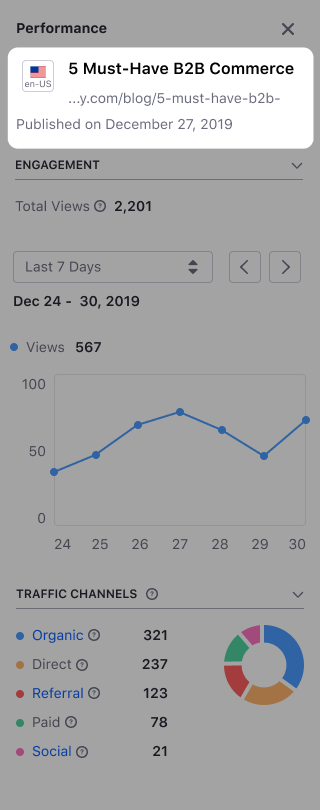 Performance
en-US
5 Must-Have B2B Commerce
...y.com/blog/5-must-have-b2b-
Published on December 27, 2019
ENGAGEMENT
Total Views ? 2,201
Last 7 Days
Dec 24 - 30, 2019
Views 567
100
50
0
24 25 26 27 28 29 30
TRAFFIC CHANNELS ?
Organic ? 321
Direct ? 237
Referral ? 123
Paid ? 78
Social ? 21